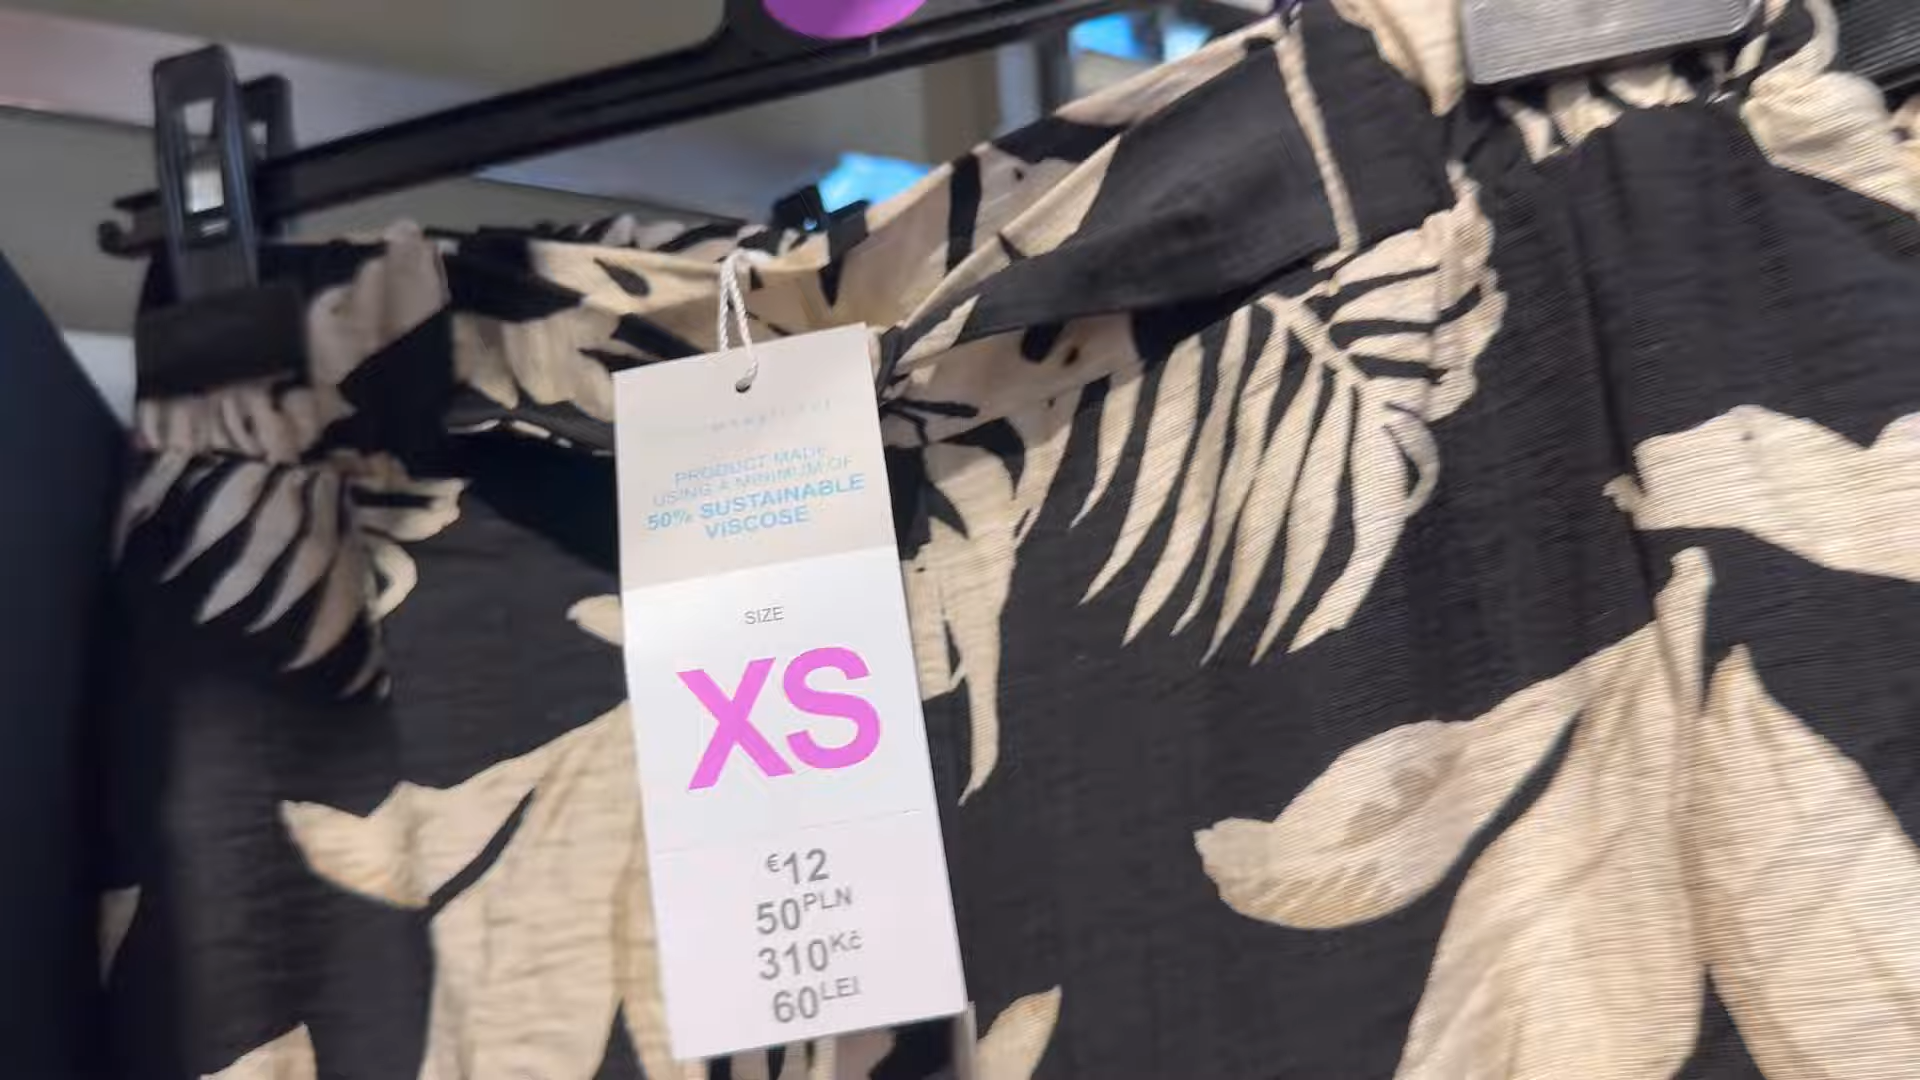 PRODUCT MADE
USING A MINIMUM OF
50% SUSTAINABLE
VISCOSE
SIZE
XS
€12
50PLN
310Kč
60LEI